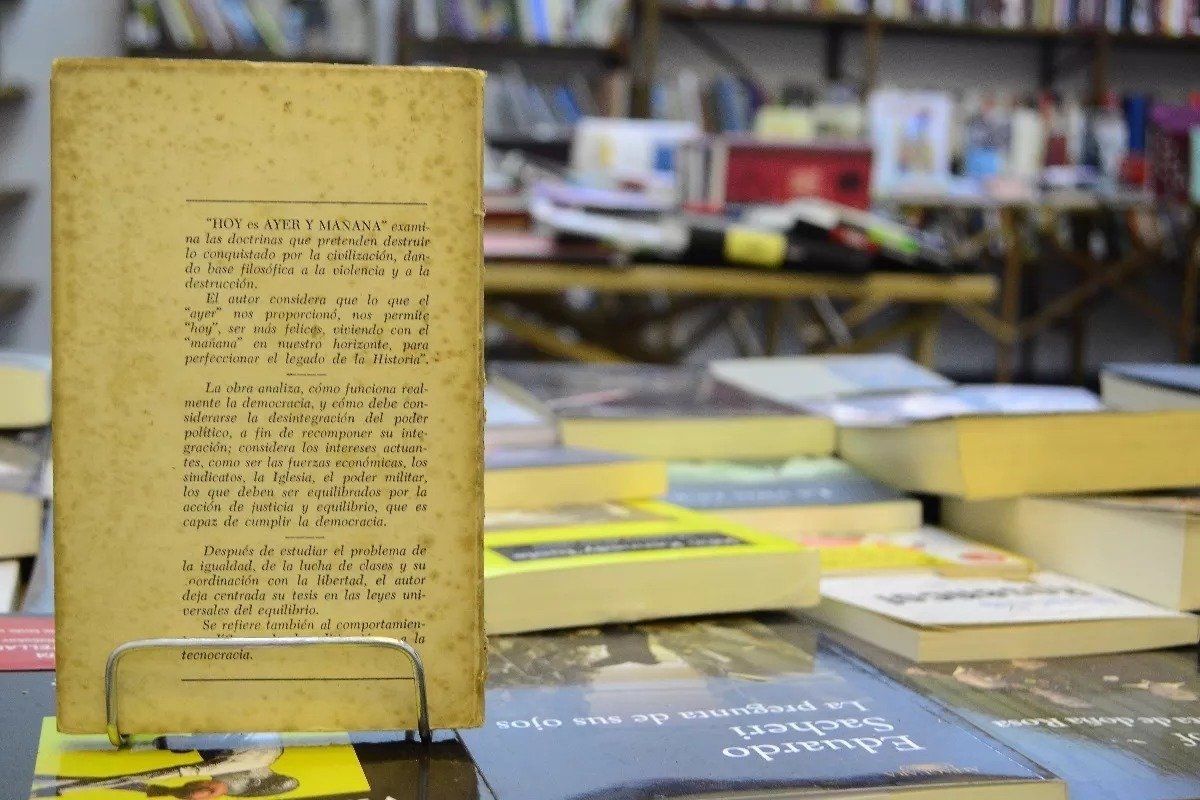 "HOY es AYER Y MAÑANA" exami-
na las doctrinas que pretenden destruir
lo conquistado por la civilización, dan-
do base filosófica a la violencia y a la
destrucción.
El autor considera que lo que el
"ayer" nos proporcionó, nos permite
"hoy", ser más felices, viviendo con el
"mañana" en nuestro horizonte, para
perfeccionar el legado de la Historia".
La obra analiza, cómo funciona real-
mente la democracia, y cómo debe con-
siderarse la desintegración del poder
político, a fin de recomponer su inte-
gración; considera los intereses actuan-
tes, como ser las fuerzas económicas, los
sindicatos, la Iglesia, el poder militar,
los que deben ser equilibrados por la
acción de justicia y equilibrio, que es
capaz de cumplir la democracia.
Después de estudiar el problema de
la igualdad, de la lucha de clases y su
oordinación con la libertad, el autor
deja centrada su tesis en las leyes uni-
versales del equilibrio.
Se refiere también al comportamien-
la
tecnocracia.
Eduardo
Sacheri
La pregunta de sus ojos
de doña Rosa